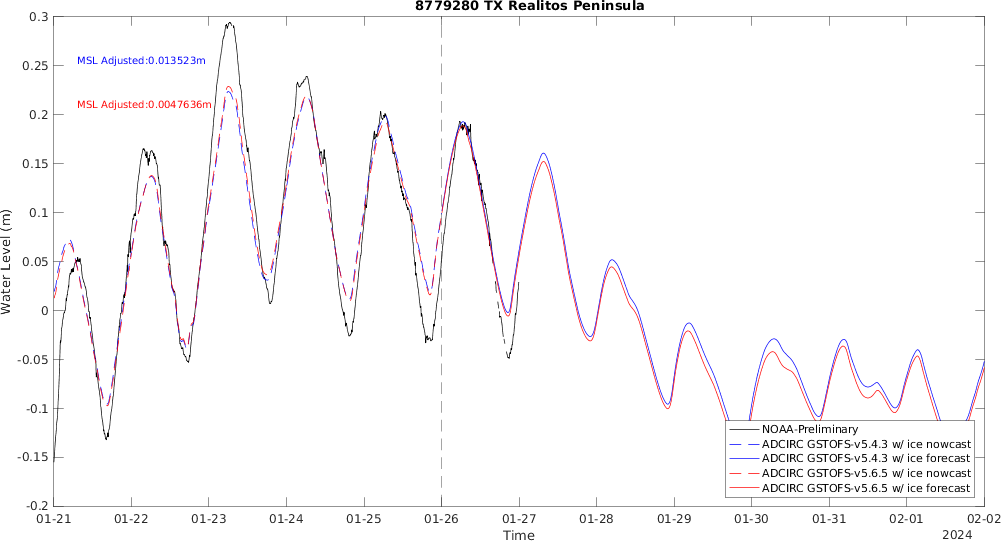 8779280 TX Realitos Peninsula
0.3
0.25
0.2
0.15
0.1
0.05
0
-0.05
-0.1
-0.15
-0.2
Water Level (m)
MSL Adjusted:0.013523m
MSL Adjusted:0.0047636m
NOAA-Preliminary
ADCIRC GSTOFS-v5.4.3 w/ ice nowcast
ADCIRC GSTOFS-v5.4.3 w/ ice forecast
ADCIRC GSTOFS-v5.6.5 w/ ice nowcast
ADCIRC GSTOFS-v5.6.5 w/ ice forecast
01-21 01-22 01-23 01-24 01-25 01-26 01-27 01-28 01-29 01-30 01-31 02-01 02-02
Time
2024